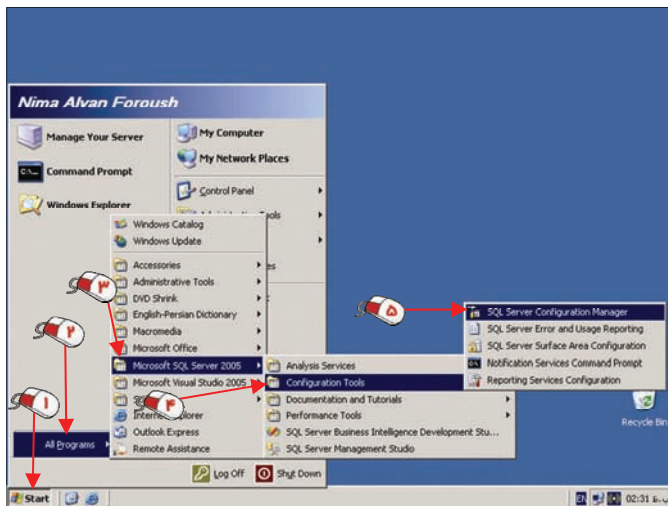 Nima Alvan Foroush
Manage Your Server
Command Prompt
Windows Explorer
My Computer
My Network Places
Control Panel
Windows Catalog
Windows Update
Accessories
Administrative Tools
DVD Shrink
English-Persian Dictionary
Macromedia
Microsoft Office
Microsoft SQL Server 2005
Microsoft Visual Studio 2005
Outlook Express
Remote Assistance
Analysis Services
Configuration Tools
Documentation and Tutorials
Performance Tools
SQL Server Business Intelligence Development Stu...
SQL Server Management Studio
SQL Server Configuration Manager
SQL Server Error and Usage Reporting
SQL Server Surface Area Configuration
Notification Services Command Prompt
Reporting Services Configuration
۱
۲
۳
۴
۵
All Programs
Log Off
Shut Down
Recycle Bin
Start
EN
02:31